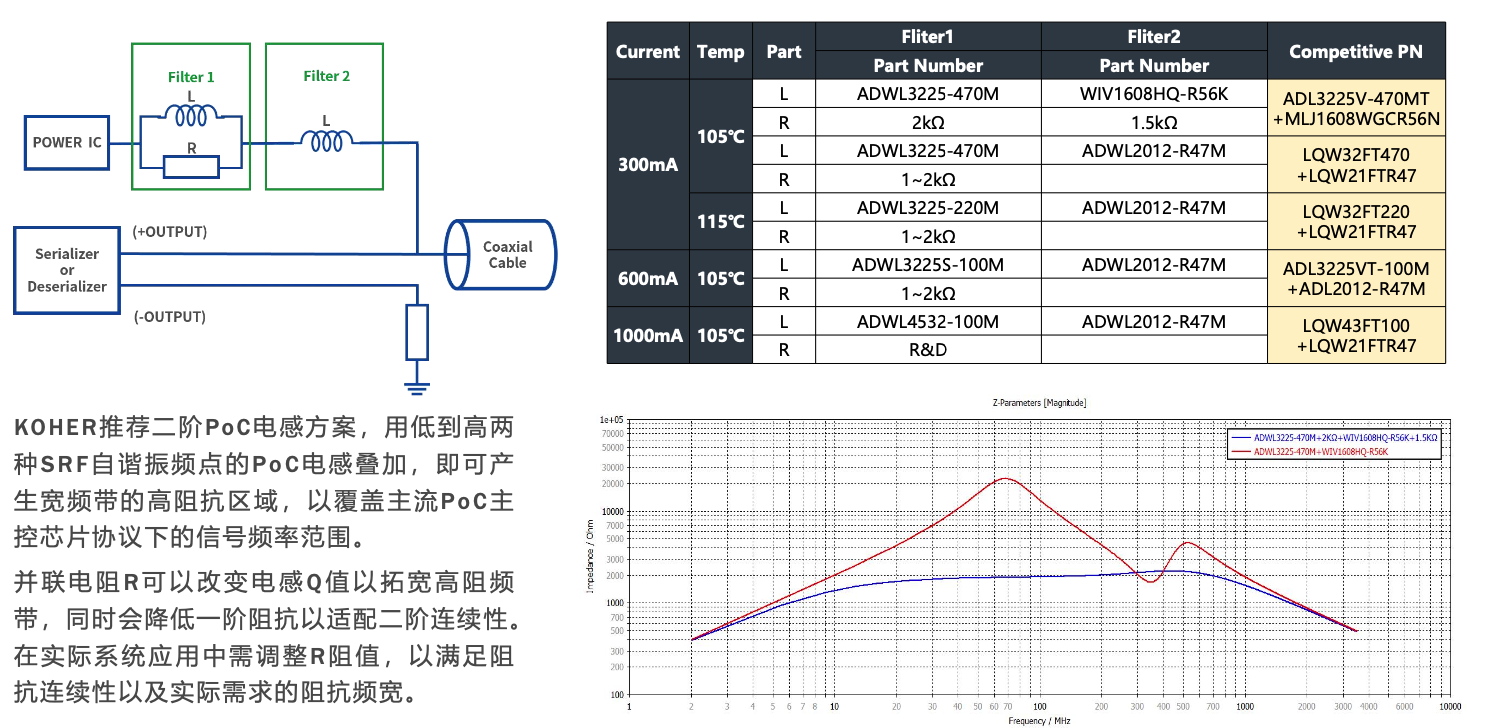 Filter 1
Filter 2
L
L
POWER IC
R
(+OUTPUT)
Serializer
or
Deserializer
Coaxial
Cable
(-OUTPUT)
KOHER推荐二阶PoC电感方案，用低到高两
种SRF自谐振频点的PoC电感叠加，即可产
生宽频带的高阻抗区域，以覆盖主流PoC主
控芯片协议下的信号频率范围。
并联电阻R可以改变电感Q值以拓宽高阻频
带，同时会降低一阶阻抗以适配二阶连续性。
在实际系统应用中需调整R阻值，以满足阻
抗连续性以及实际需求的阻抗频宽。
Current Temp Part Fliter1 Fliter2 Competitive PN
Part Number Part Number
300mA 105℃ L ADWL3225-470M WIV1608HQ-R56K ADL3225V-470MT
R 2kΩ 1.5kΩ +MLJ1608WGCR56N
L ADWL3225-470M ADWL2012-R47M LQW32FT470
R 1~2kΩ +LQW21FTR47
115℃ L ADWL3225-220M ADWL2012-R47M LQW32FT220
R 1~2kΩ +LQW21FTR47
600mA 105℃ L ADWL3225S-100M ADWL2012-R47M ADL3225VT-100M
R 1~2kΩ +ADL2012-R47M
1000mA 105℃ L ADWL4532-100M ADWL2012-R47M LQW43FT100
R R&D +LQW21FTR47
Z-Parameters [Magnitude]
ADWL3225-470M+2KΩ+WIV1608HQ-R56K+1.5KΩ
ADWL3225-470M+WIV1608HQ-R56K
Impedance / Ohm
1e+05
70000
50000
30000
20000
10000
7000
5000
3000
2000
1000
700
500
300
200
100
1 2 3 4 5 6 7 8 10 20 30 40 50 60 70 100 200 300 400 500 700 1000 2000 3000 4000 6000 10000
Frequency / MHz